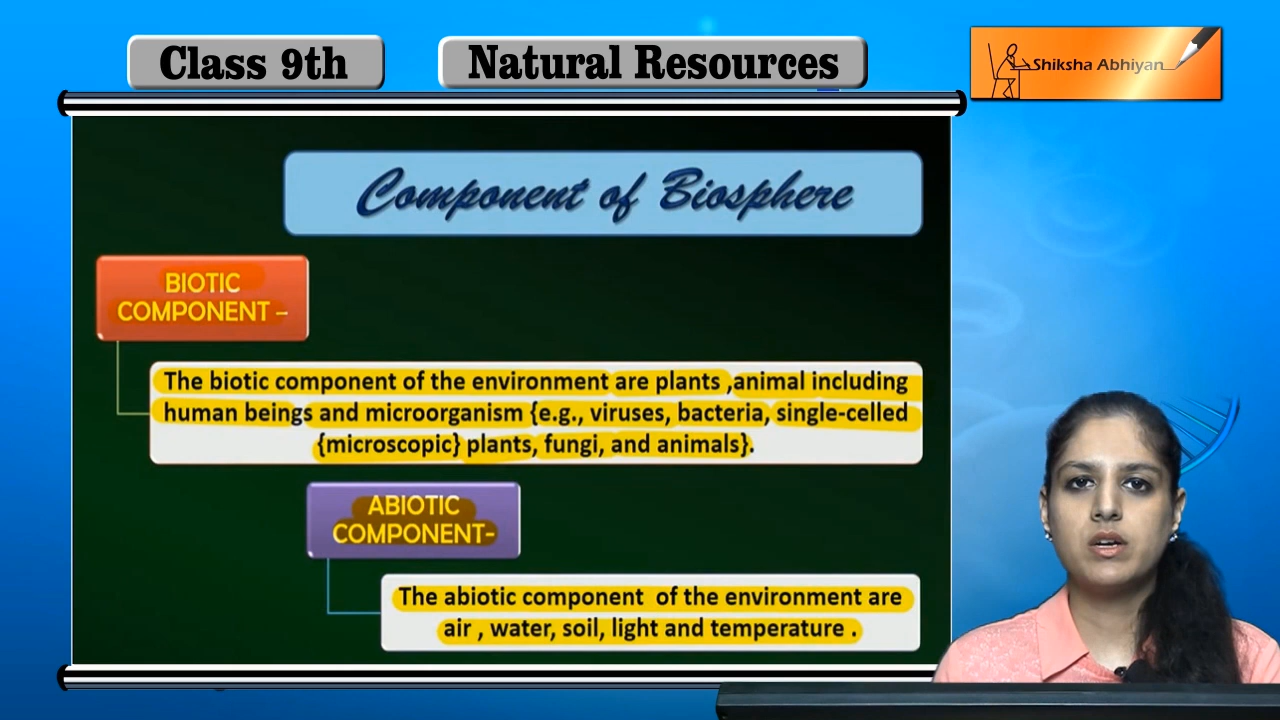 Class 9th
Natural Resources
Shiksha Abhiyan
Component of Biosphere
BIOTIC
COMPONENT –
The biotic component of the environment are plants ,animal including
human beings and microorganism {e.g., viruses, bacteria, single-celled
{microscopic} plants, fungi, and animals}.
ABIOTIC
COMPONENT-
The abiotic component of the environment are
air , water, soil, light and temperature .